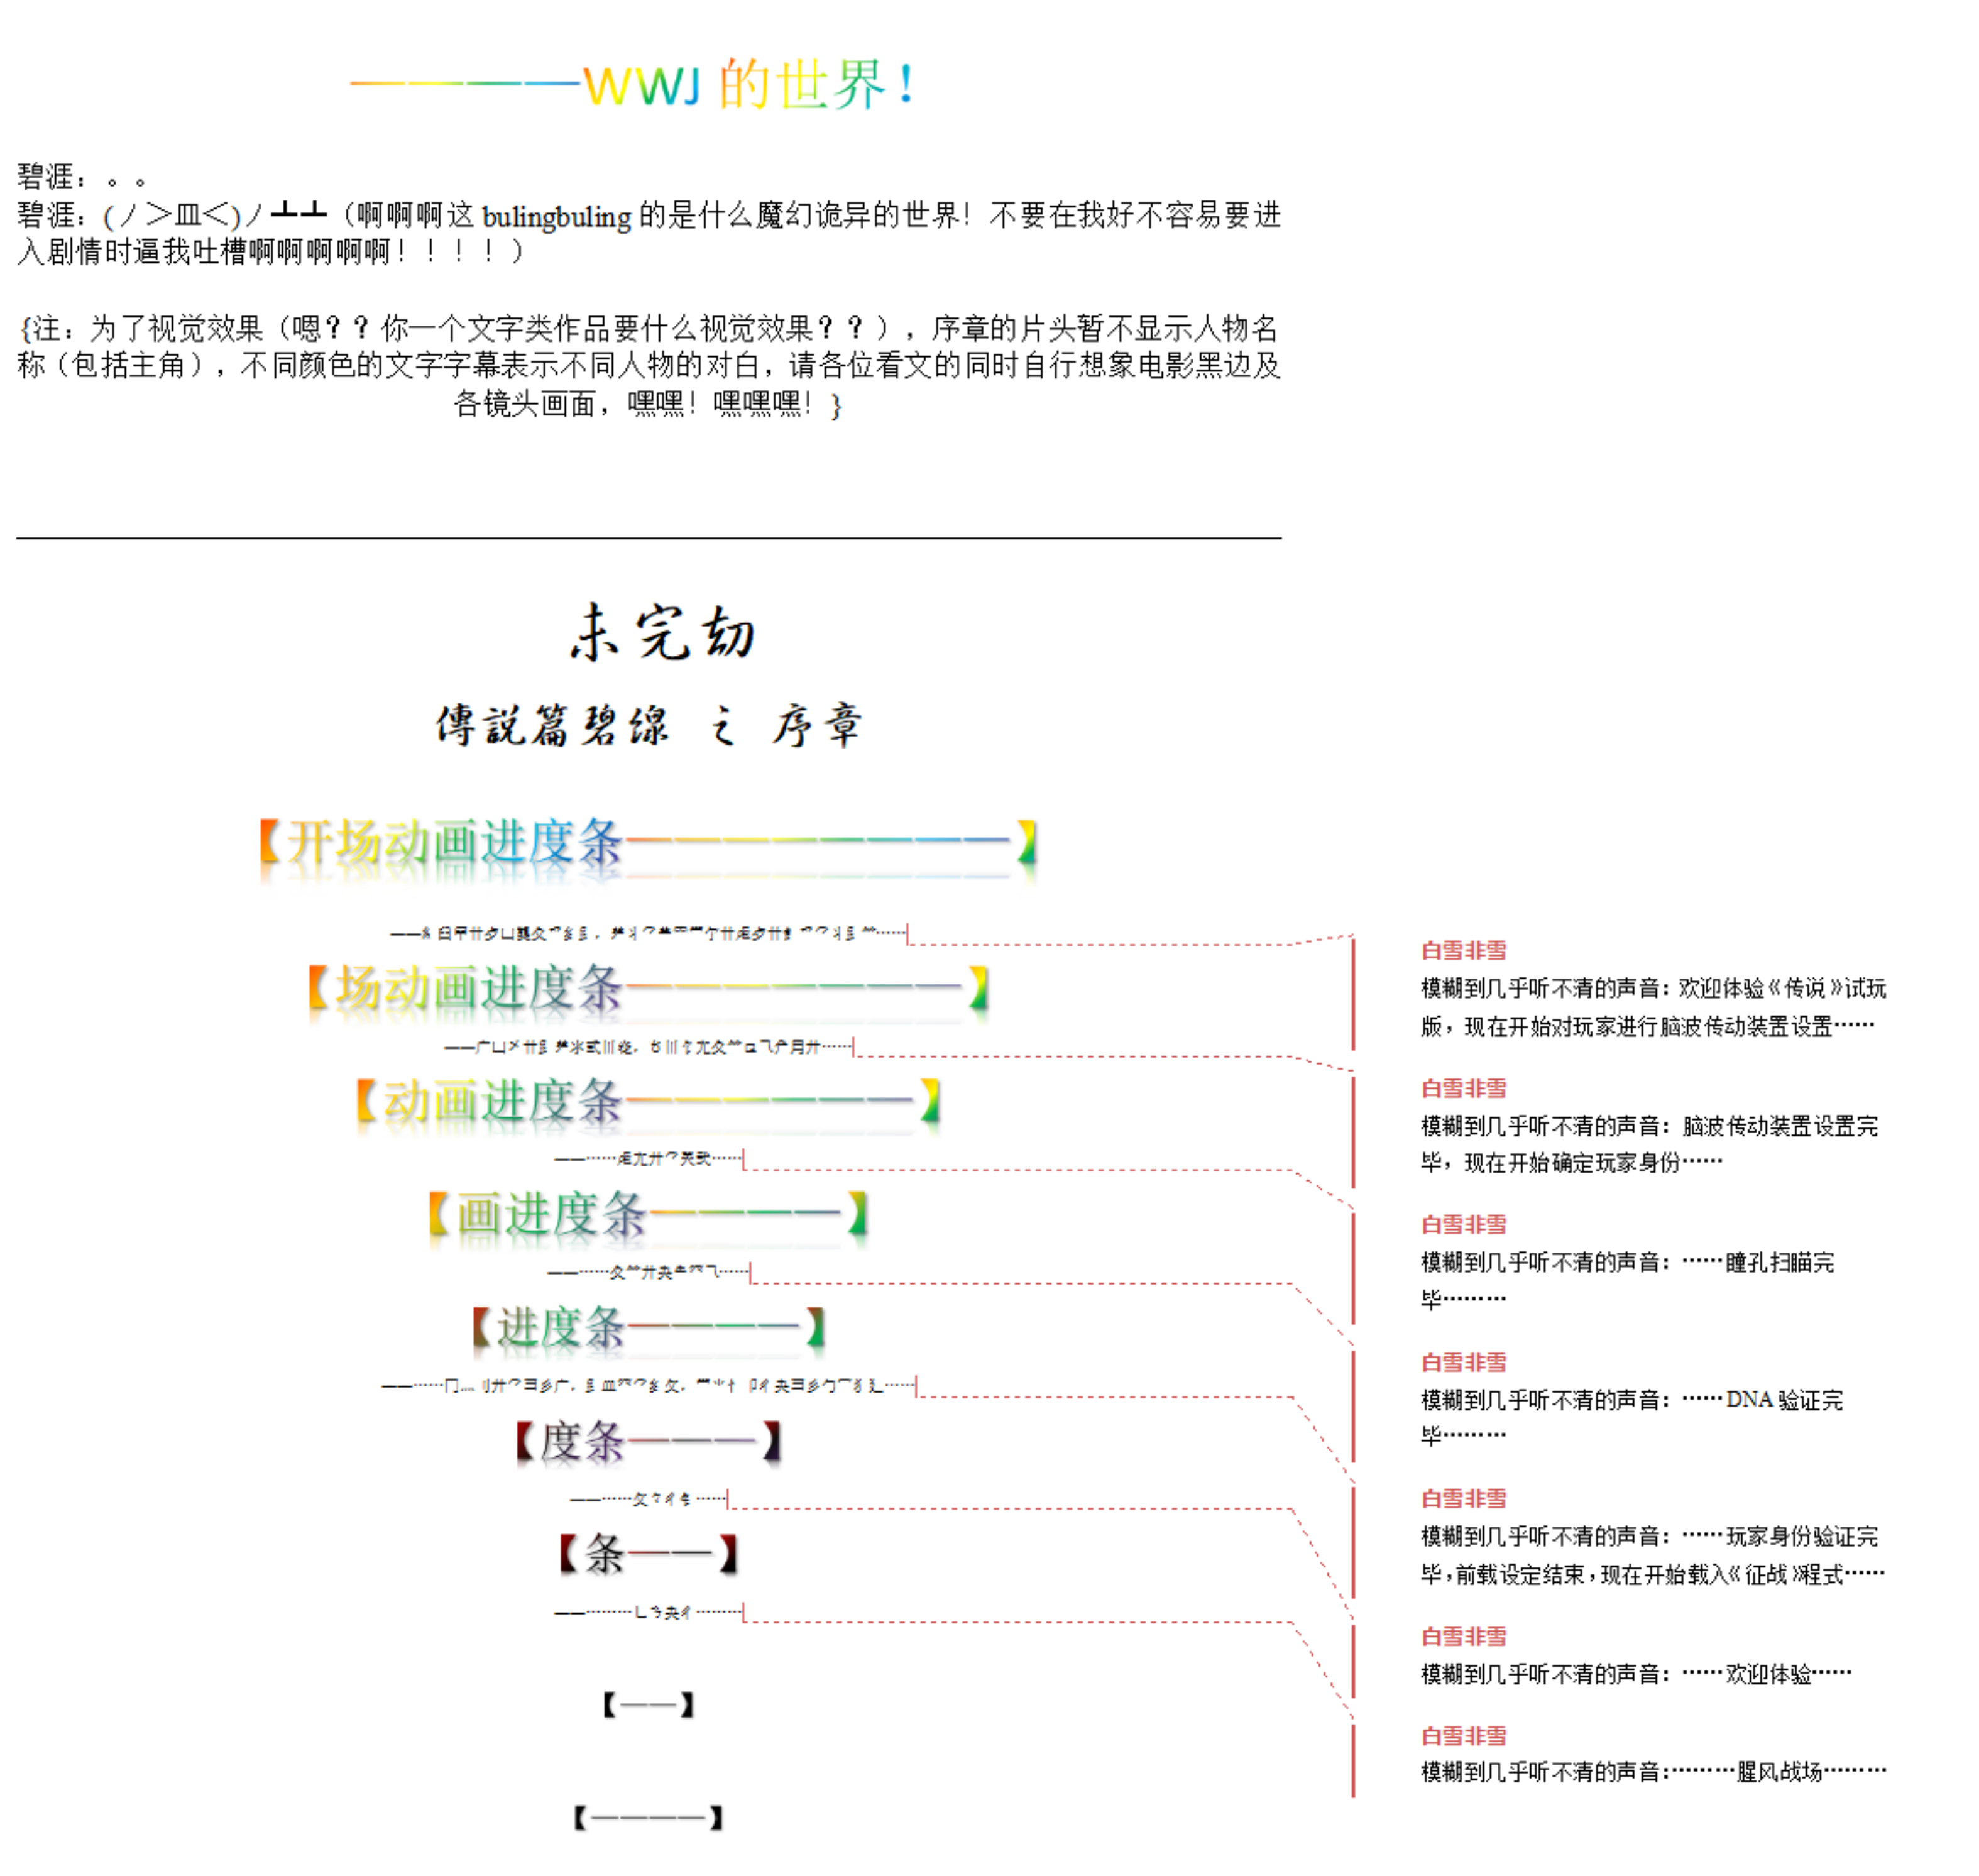 ————WWJ 的世界！
碧涯：。。
碧涯：(ノ＞皿＜)ノ┻┻（啊啊啊这 bulingbuling 的是什么魔幻诡异的世界！不要在我好不容易要进
入剧情时逼我吐槽啊啊啊啊啊！！！！）
{注：为了视觉效果（嗯？？你一个文字类作品要什么视觉效果？？），序章的片头暂不显示人物名
称（包括主角），不同颜色的文字字幕表示不同人物的对白，请各位看文的同时自行想象电影黑边及
各镜头画面，嘿嘿！嘿嘿嘿！}
未完劫
傳説篇碧線 之 序章
【开场动画进度条————————】
白雪非雪
模糊到几乎听不清的声音：欢迎体验《传说》试玩
版，现在开始对玩家进行脑波传动装置设置……
【场动画进度条———————】
白雪非雪
模糊到几乎听不清的声音：脑波传动装置设置完
毕，现在开始确定玩家身份……
【动画进度条——————】
白雪非雪
模糊到几乎听不清的声音：……瞳孔扫瞄完
毕………
【画进度条————】
白雪非雪
模糊到几乎听不清的声音：……DNA 验证完
毕………
【进度条————】
白雪非雪
模糊到几乎听不清的声音：……玩家身份验证完
毕，前载设定结束，现在开始载入《征战》程式……
【度条———】
白雪非雪
模糊到几乎听不清的声音：……欢迎体验……
【条——】
白雪非雪
模糊到几乎听不清的声音：………腥风战场………
【——】
【————】